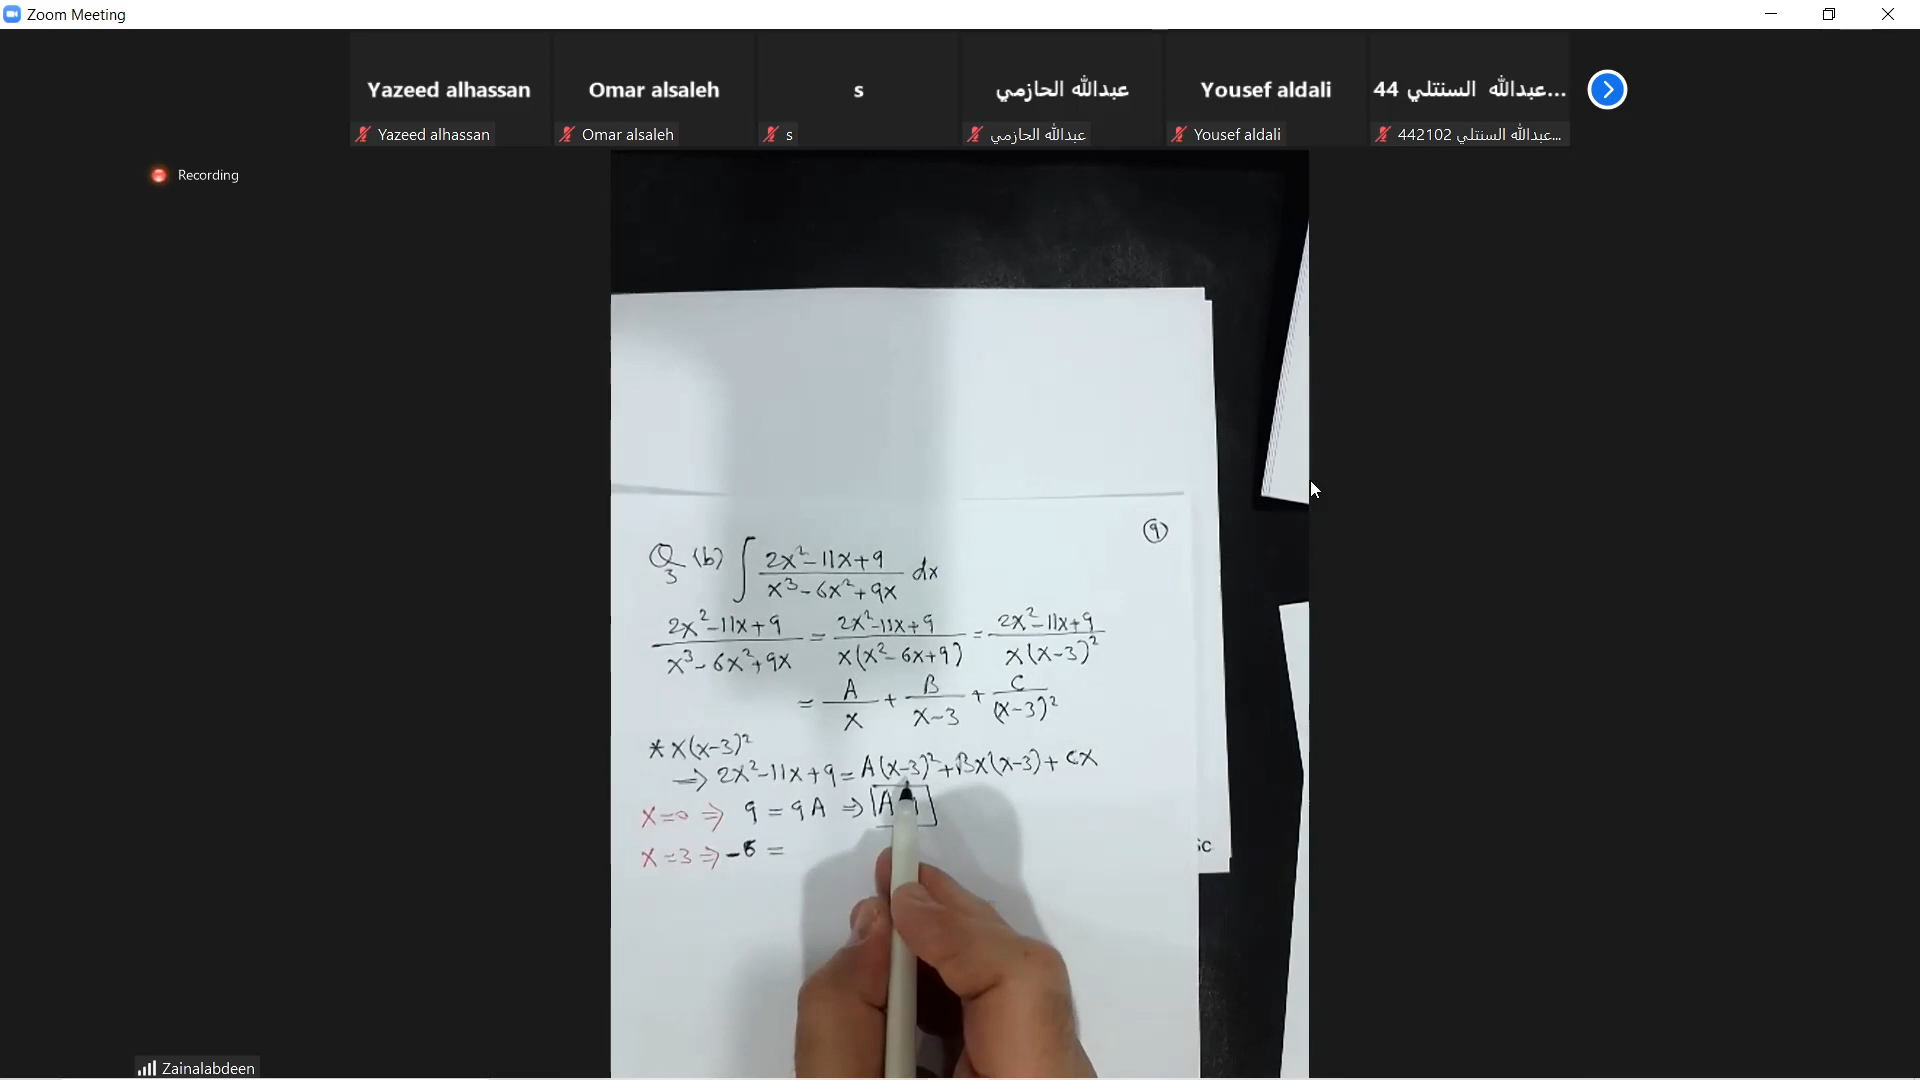 Zoom Meeting
Yazeed alhassan
Omar alsaleh
s
عبدالله الحازمي
Yousef aldali
44 عبدالله السنتلي...
Yazeed alhassan
Omar alsaleh
s
عبدالله الحازمي
Yousef aldali
442102 عبدالله السنتلي...
Recording
9
Q3 (b) ∫ (2x²-11x+9)/(x³-6x²+9x) dx
(2x²-11x+9)/(x³-6x²+9x) = (2x²-11x+9)/(x(x²-6x+9)) = (2x²-11x+9)/(x(x-3)²)
= A/x + B/(x-3) + C/(x-3)²
* x(x-3)²
⇒ 2x²-11x+9 = A(x-3)² + Bx(x-3) + Cx
x=0 ⇒ 9 = 9A ⇒ A
x=3 ⇒ -6 =
sc
Zainalabdeen